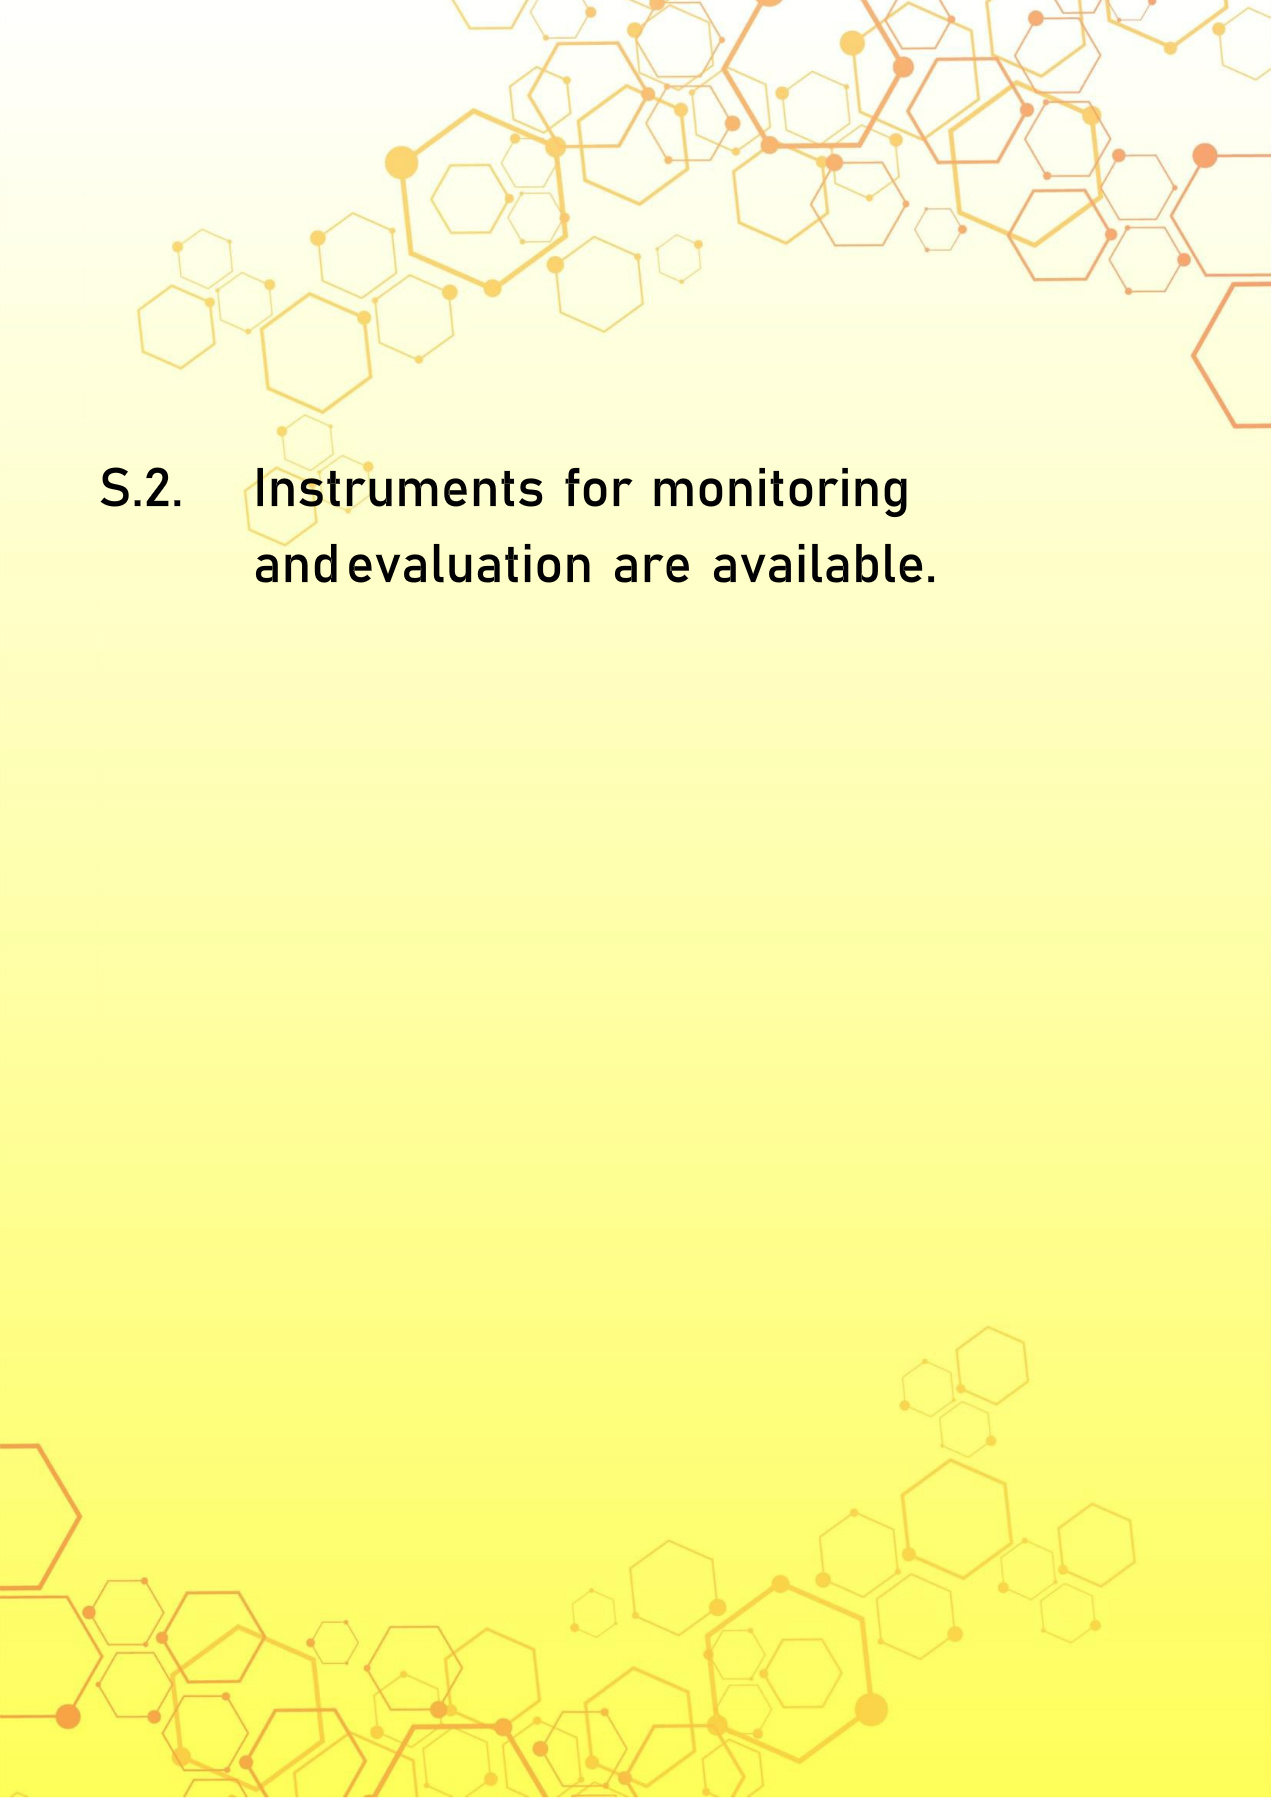 S.2. Instruments for monitoring
and evaluation are available.